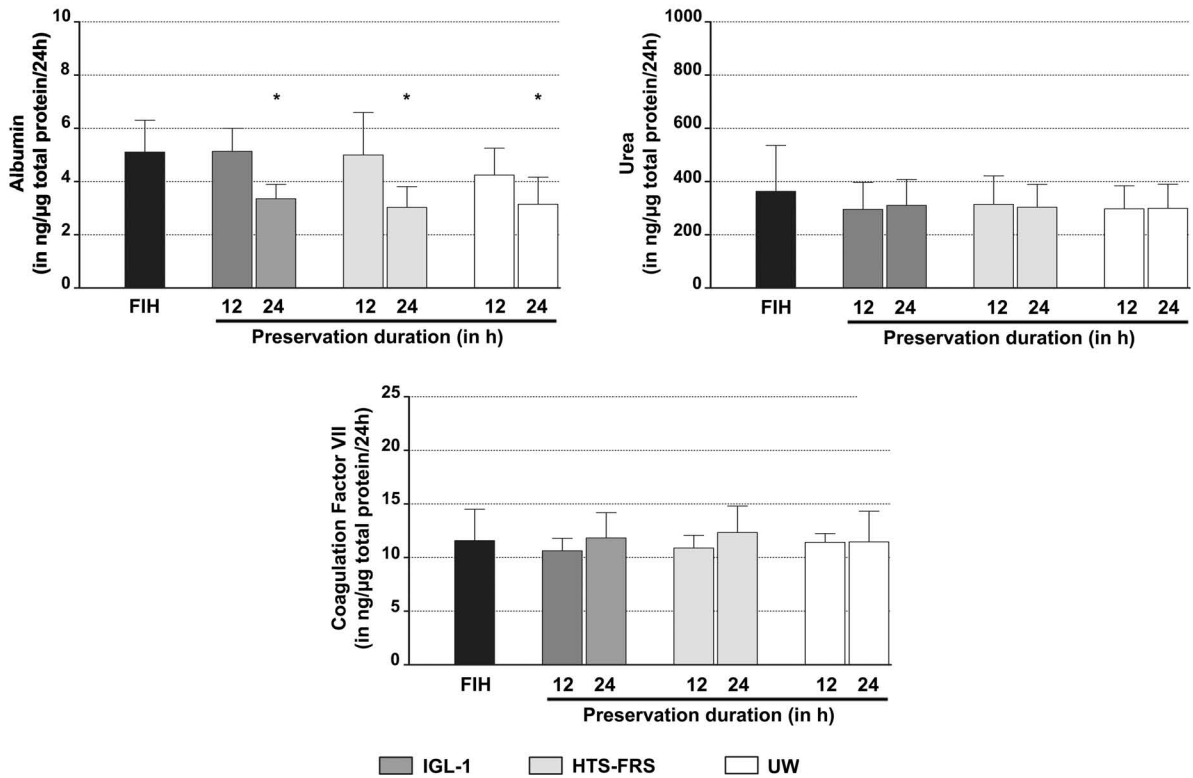 Albumin
(in ng/µg total protein/24h)
10
8
6
4
2
0
* * *
FIH 12 24 12 24 12 24
Preservation duration (in h)
Urea
(in ng/µg total protein/24h)
1000
800
600
400
200
0
FIH 12 24 12 24 12 24
Preservation duration (in h)
Coagulation Factor VII
(in ng/µg total protein/24h)
25
20
15
10
5
0
FIH 12 24 12 24 12 24
Preservation duration (in h)
IGL-1 HTS-FRS UW